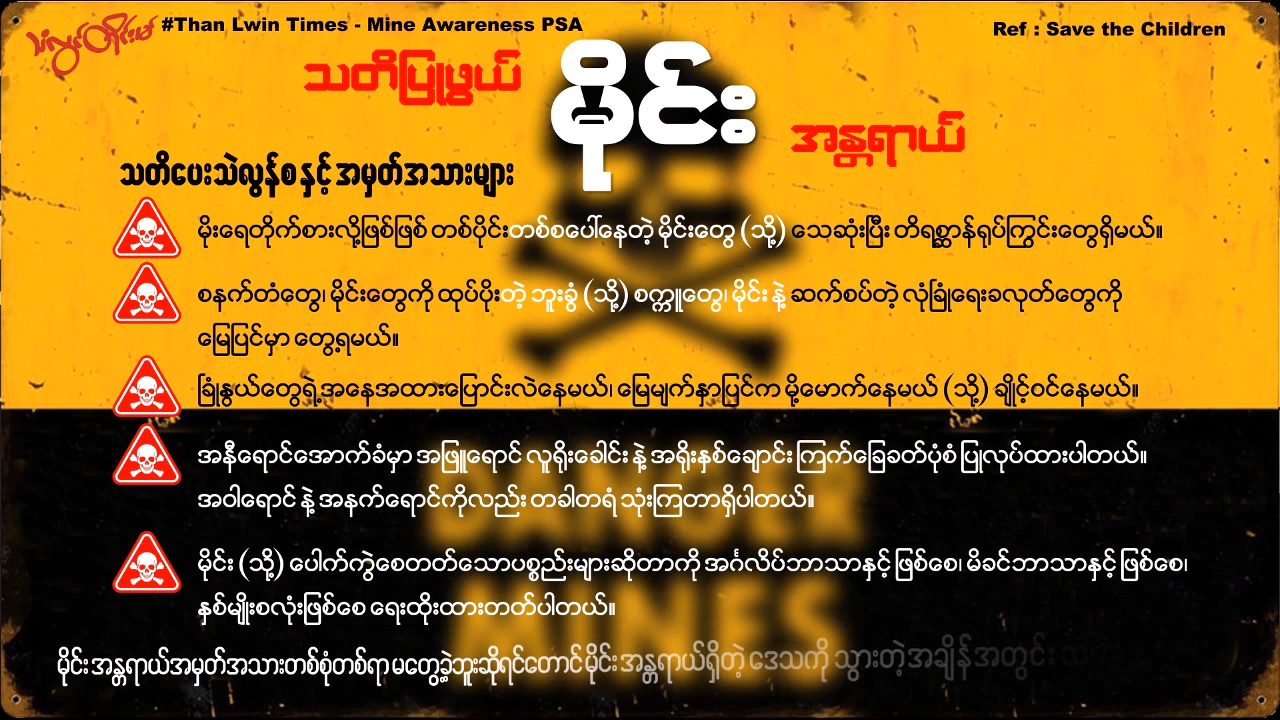 သံလွင်တိုင်းမ်
#Than Lwin Times - Mine Awareness PSA
Ref : Save the Children
သတိပြုဖွယ်
မိုင်း
အန္တရာယ်
သတိပေးသဲလွန်စ နှင့် အမှတ်အသားများ
မိုးရေတိုက်စားလို့ဖြစ်ဖြစ် တစ်ပိုင်းတစ်စပေါ်နေတဲ့ မိုင်းတွေ (သို့) သေဆုံးပြီး တိရစ္ဆာန်ရုပ်ကြွင်းတွေရှိမယ်။
စနက်တံတွေ၊ မိုင်းတွေကို ထုပ်ပိုးတဲ့ ဘူးခွံ (သို့) စက္ကူတွေ၊ မိုင်း နဲ့ ဆက်စပ်တဲ့ လုံခြုံရေးခလုတ်တွေကို
မြေပြင်မှာ တွေ့ရမယ်။
ခြုံနွယ်တွေရဲ့အနေအထားပြောင်းလဲနေမယ်၊ မြေမျက်နှာပြင်က မို့မောက်နေမယ် (သို့) ချိုင့်ဝင်နေမယ်။
အနီရောင်အောက်ခံမှာ အဖြူရောင် လူရိုးခေါင်း နဲ့ အရိုးနှစ်ချောင်း ကြက်ခြေခတ်ပုံစံ ပြုလုပ်ထားပါတယ်။
အဝါရောင် နဲ့ အနက်ရောင်ကိုလည်း တခါတရံ သုံးကြတာရှိပါတယ်။
မိုင်း (သို့) ပေါက်ကွဲစေတတ်သောပစ္စည်းများဆိုတာကို အင်္ဂလိပ်ဘာသာနှင့် ဖြစ်စေ၊ မိခင်ဘာသာနှင့် ဖြစ်စေ၊
နှစ်မျိုးစလုံးဖြစ်စေ ရေးထိုးထားတတ်ပါတယ်။
DANGER
MINES
မိုင်း အန္တရာယ်အမှတ်အသားတစ်စုံတစ်ရာ မတွေ့ခဲ့ဘူးဆိုရင်တောင် မိုင်း အန္တရာယ်ရှိတဲ့ ဒေသကို သွားတဲ့အချိန်အတွင်း